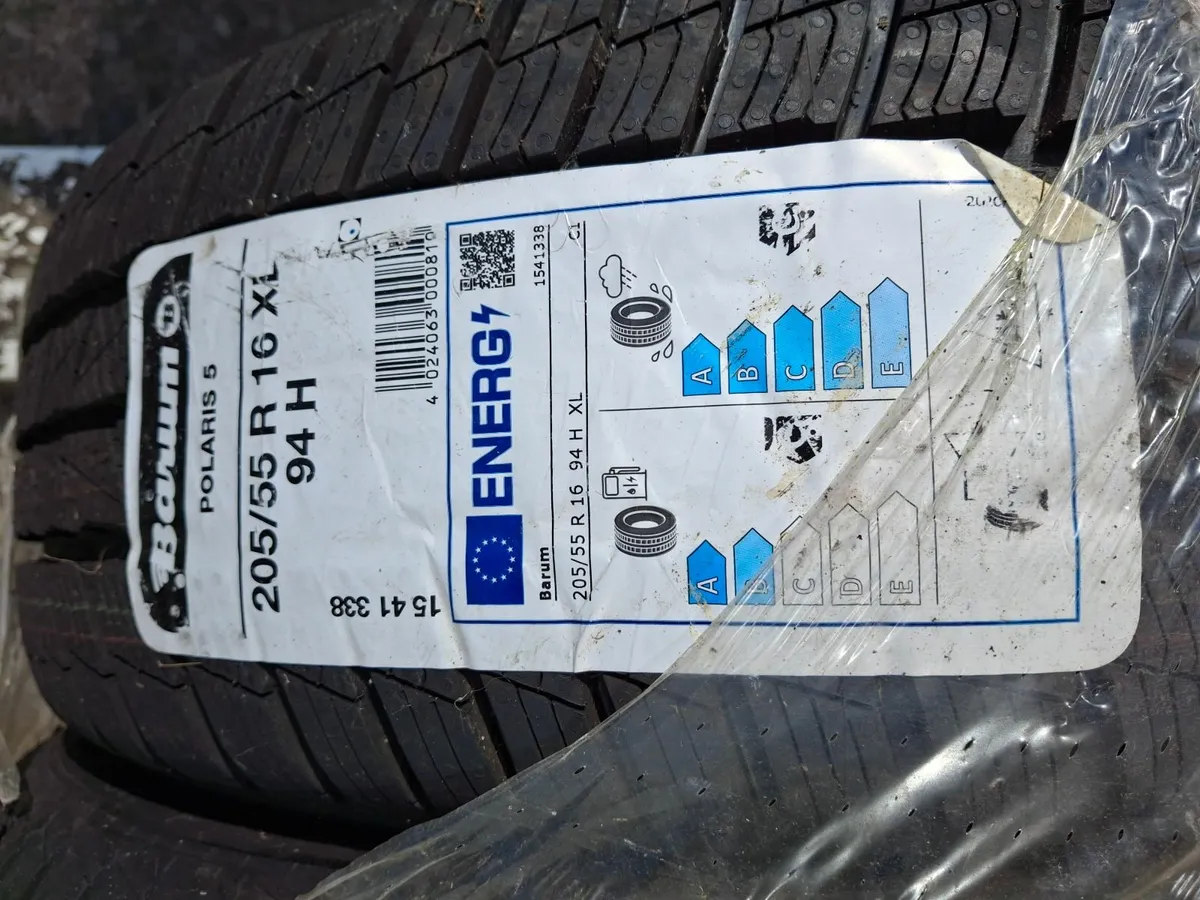 Barum
POLARIS 5
205/55 R 16 XL
94 H
15 41 338
4 024063 000810
ENERG
1541338
Barum
205/55 R 16 94 H XL
C1
A
B
C
D
E
C
A
B
C
D
E
C